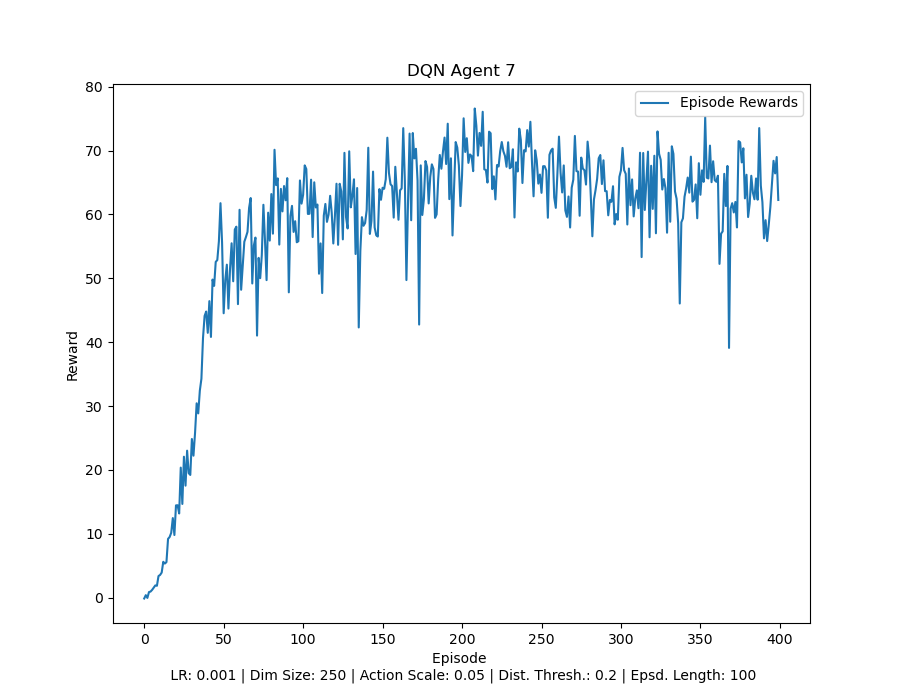 DQN Agent 7
Episode Rewards
80
70
60
50
40
30
20
10
0
Reward
0 50 100 150 200 250 300 350 400
Episode
LR: 0.001 | Dim Size: 250 | Action Scale: 0.05 | Dist. Thresh.: 0.2 | Epsd. Length: 100